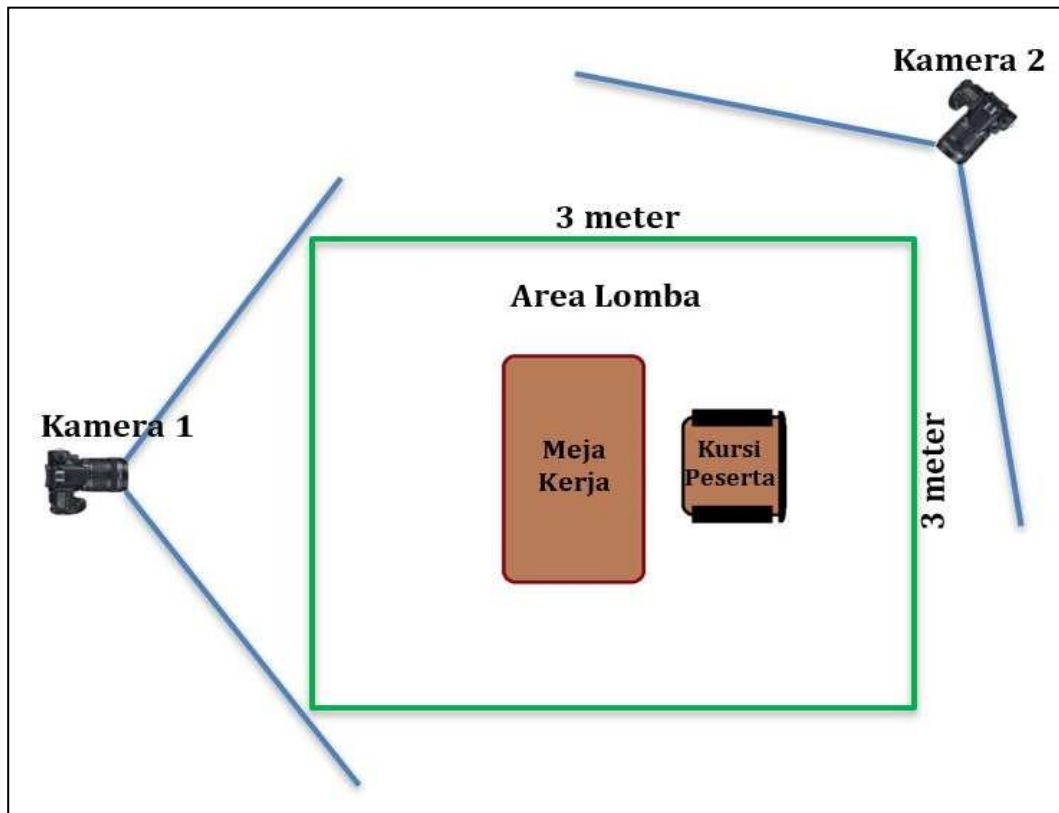 Kamera 2
3 meter
Area Lomba
Kamera 1
Meja
Kerja
Kursi
Peserta
3 meter